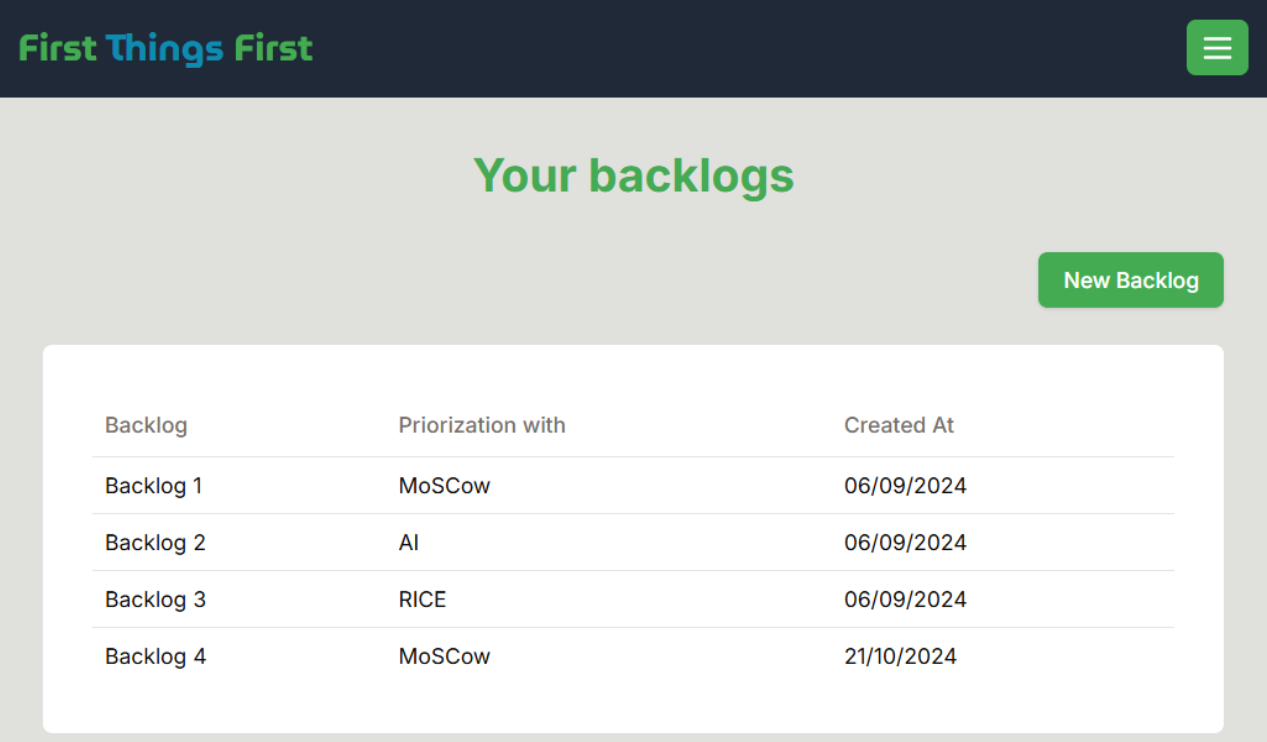 First Things First
Your backlogs
New Backlog
Backlog Priorization with Created At
Backlog 1 MoSCow 06/09/2024
Backlog 2 AI 06/09/2024
Backlog 3 RICE 06/09/2024
Backlog 4 MoSCow 21/10/2024